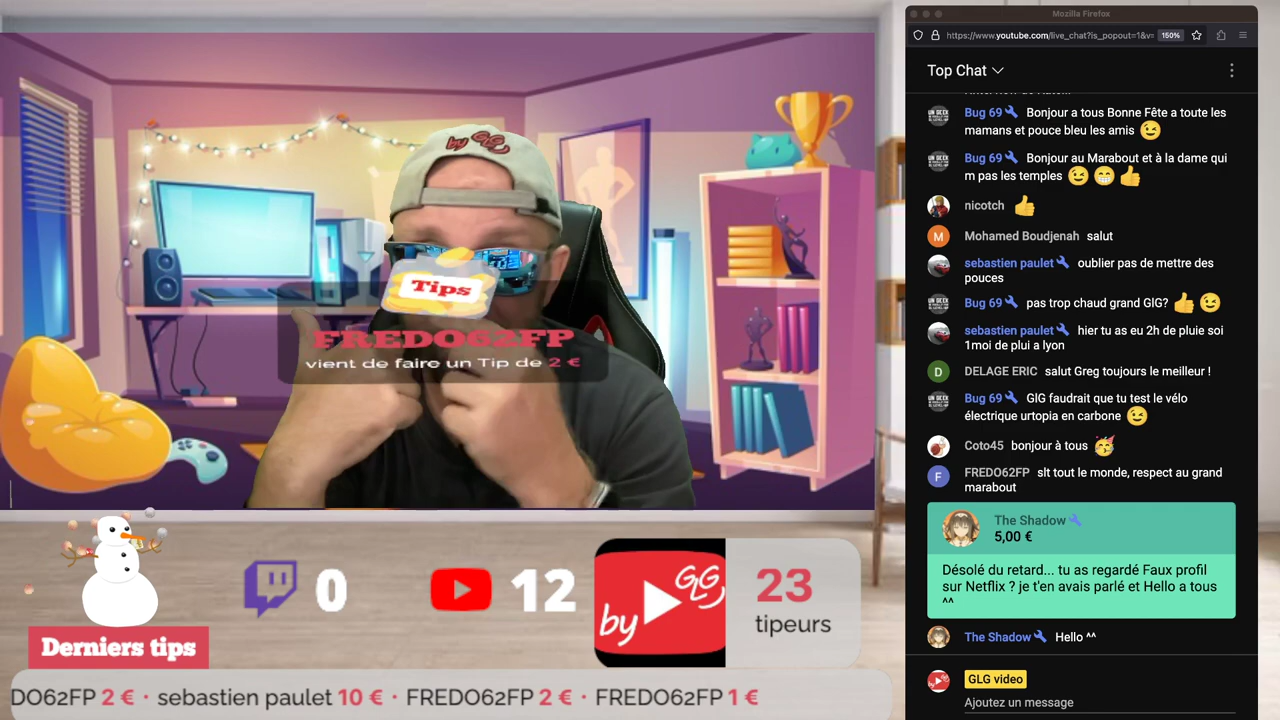 Mozilla Firefox
https://www.youtube.com/live_chat?is_popout=1&v=
150%
Top Chat
Bug 69 Bonjour a tous Bonne Fête a toute les
mamans et pouce bleu les amis 😉
Bug 69 Bonjour au Marabout et à la dame qui
m pas les temples 😉 😁 👍
nicotch 👍
M
Mohamed Boudjenah salut
sebastien paulet oublier pas de mettre des
pouces
Bug 69 pas trop chaud grand GlG? 👍 😉
sebastien paulet hier tu as eu 2h de pluie soi
1moi de plui a lyon
D
DELAGE ERIC salut Greg toujours le meilleur !
Bug 69 GlG faudrait que tu test le vélo
électrique urtopia en carbone 😉
Coto45 bonjour à tous 🥳
F
FREDO62FP slt tout le monde, respect au grand
marabout
The Shadow
5,00 €
Désolé du retard... tu as regardé Faux profil
sur Netflix ? je t'en avais parlé et Hello a tous
^^
The Shadow Hello ^^
GLG video
Ajoutez un message
by GLG
Tips
FREDO62FP
vient de faire un Tip de 2 €
0
12
by GLG
23
tipeurs
Derniers tips
DO62FP 2 € · sebastien paulet 10 € · FREDO62FP 2 € · FREDO62FP 1 €